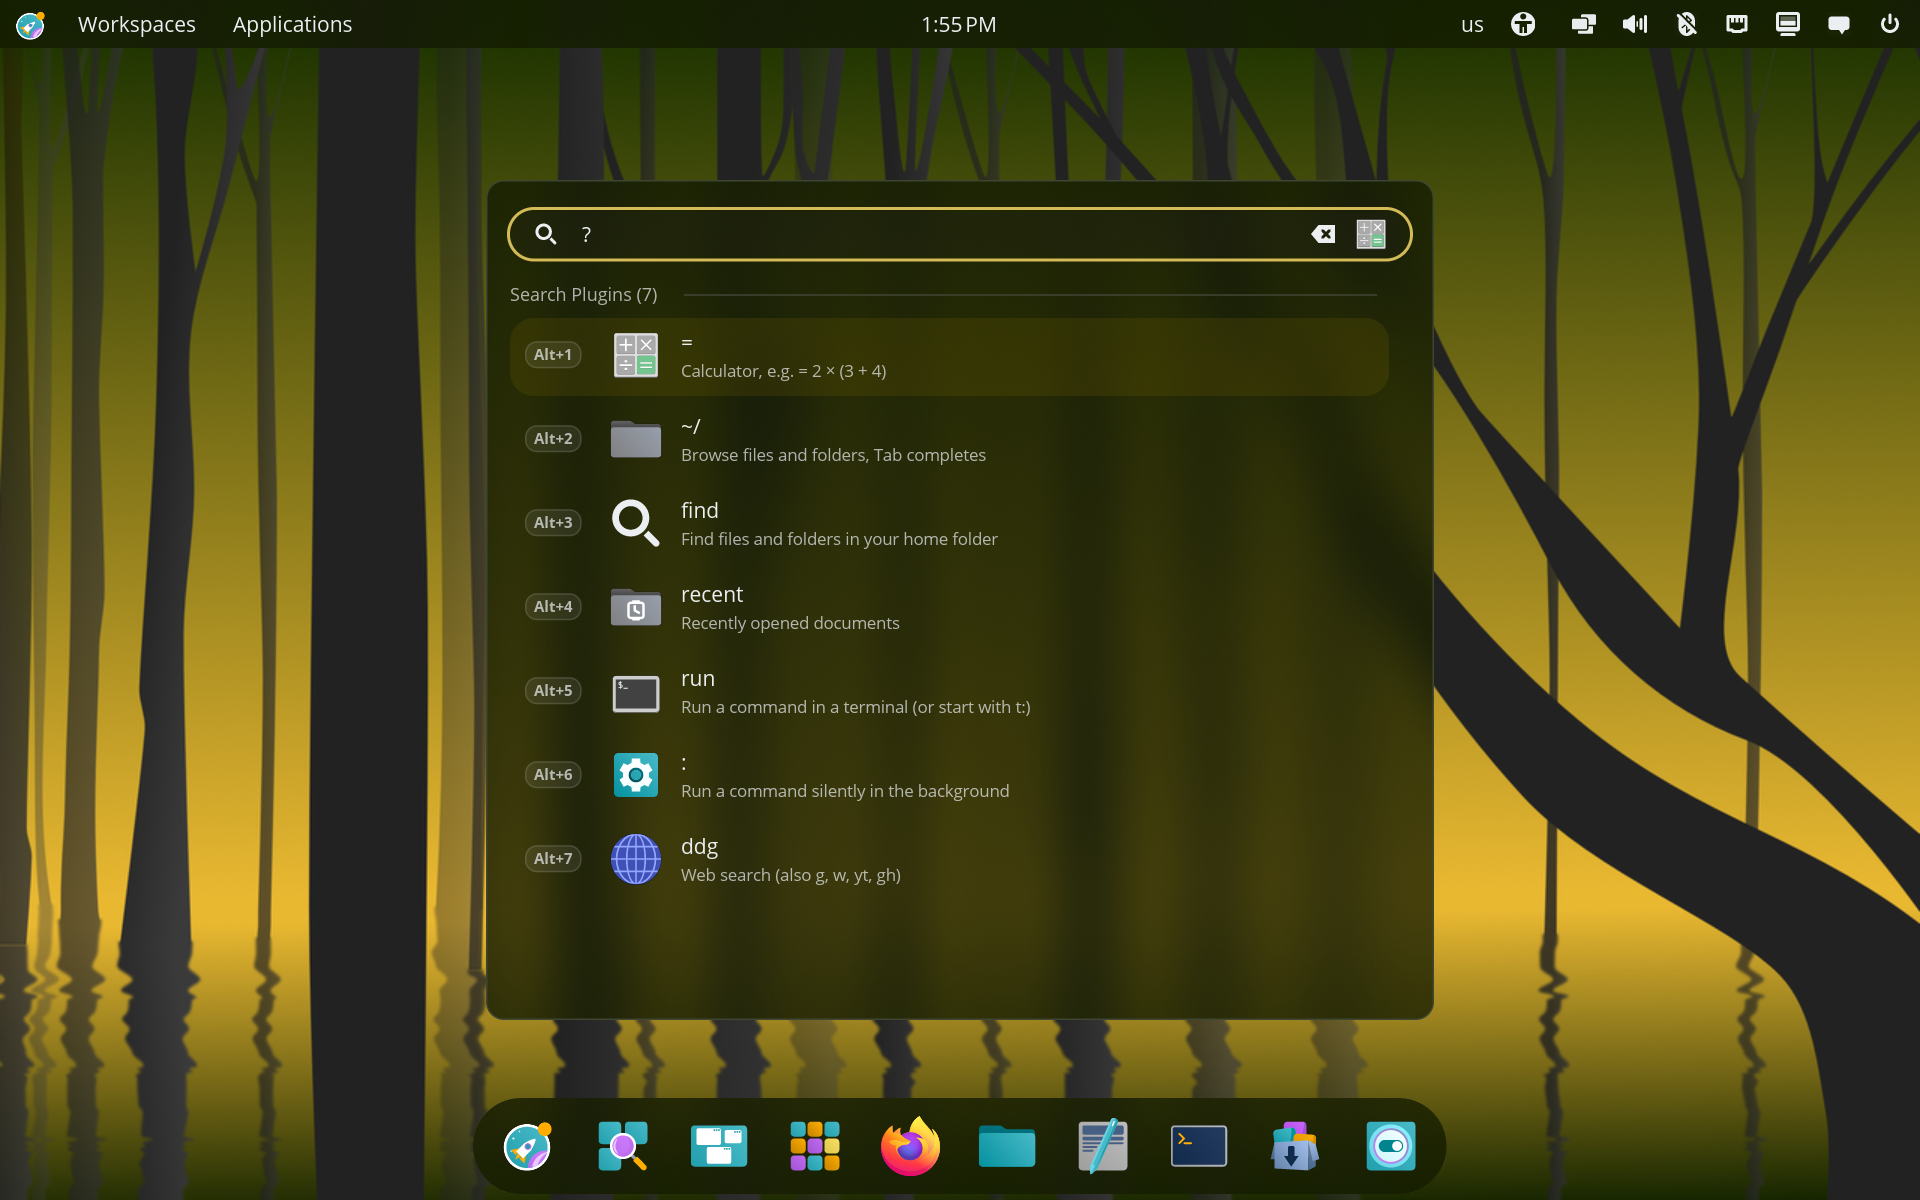 Workspaces Applications 1:55 PM us
?
Search Plugins (7)
Alt+1 =
Calculator, e.g. = 2 × (3 + 4)
Alt+2 ~/
Browse files and folders, Tab completes
Alt+3 find
Find files and folders in your home folder
Alt+4 recent
Recently opened documents
Alt+5 run
Run a command in a terminal (or start with t:)
Alt+6 :
Run a command silently in the background
Alt+7 ddg
Web search (also g, w, yt, gh)